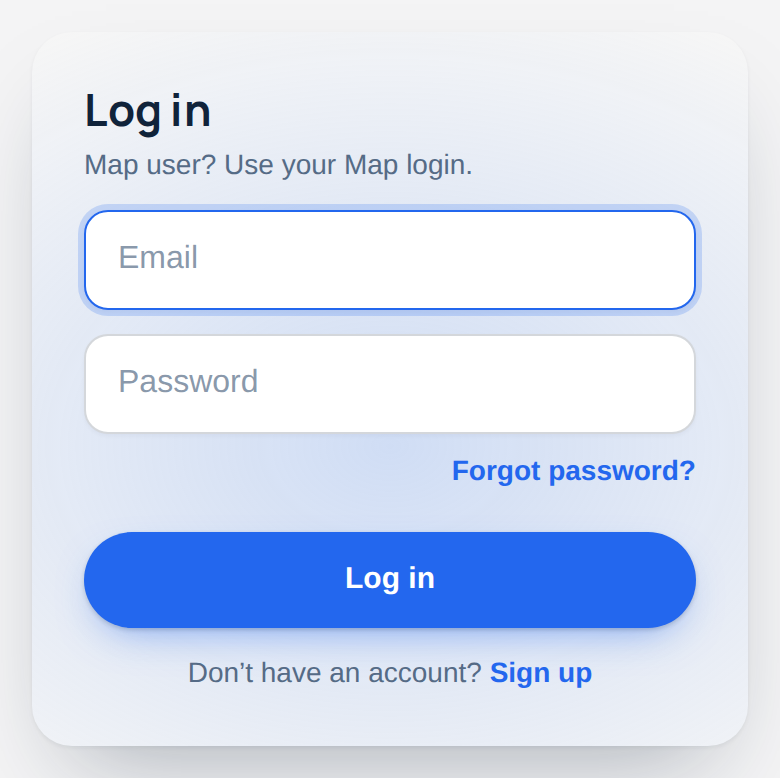 Log in
Map user? Use your Map login.
Email
Password
Forgot password?
Log in
Don’t have an account? Sign up